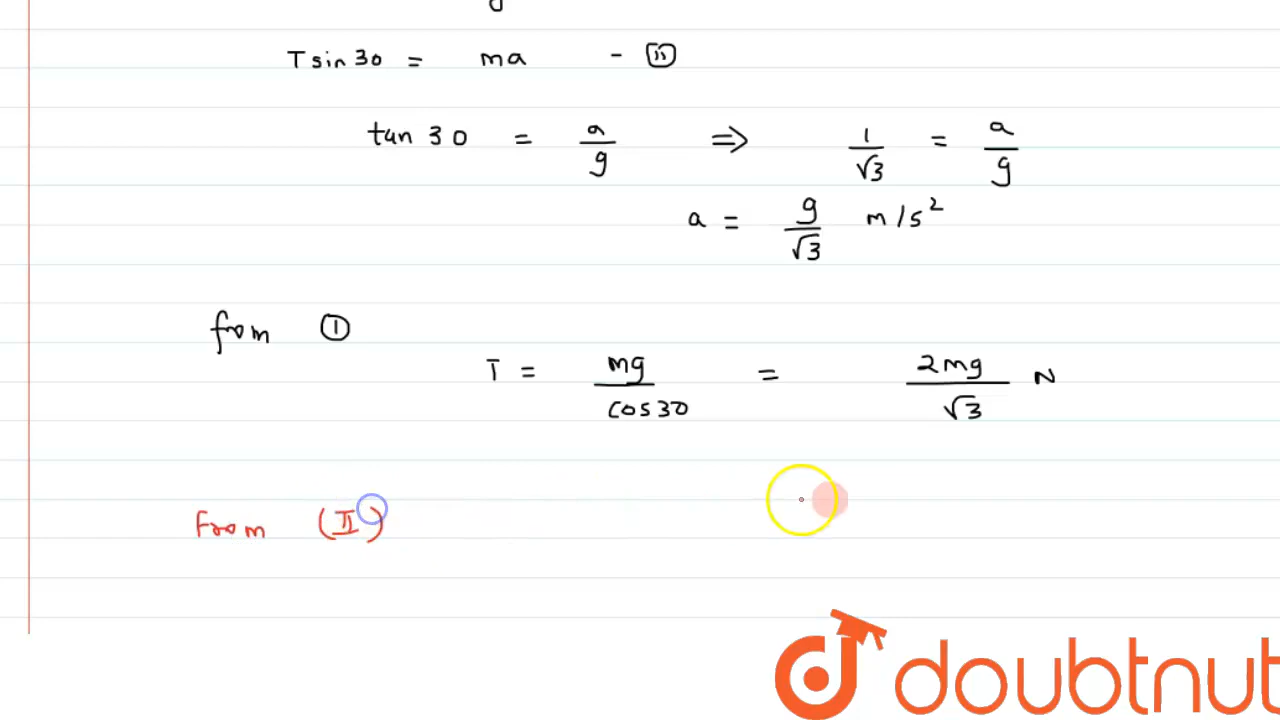 T sin 30 = ma - (ii)
tan 30 = a/g ⇒ 1/√3 = a/g
a = g/√3 m/s²
from ①
T = mg/cos30 = 2mg/√3 N
From (II)
doubtnut